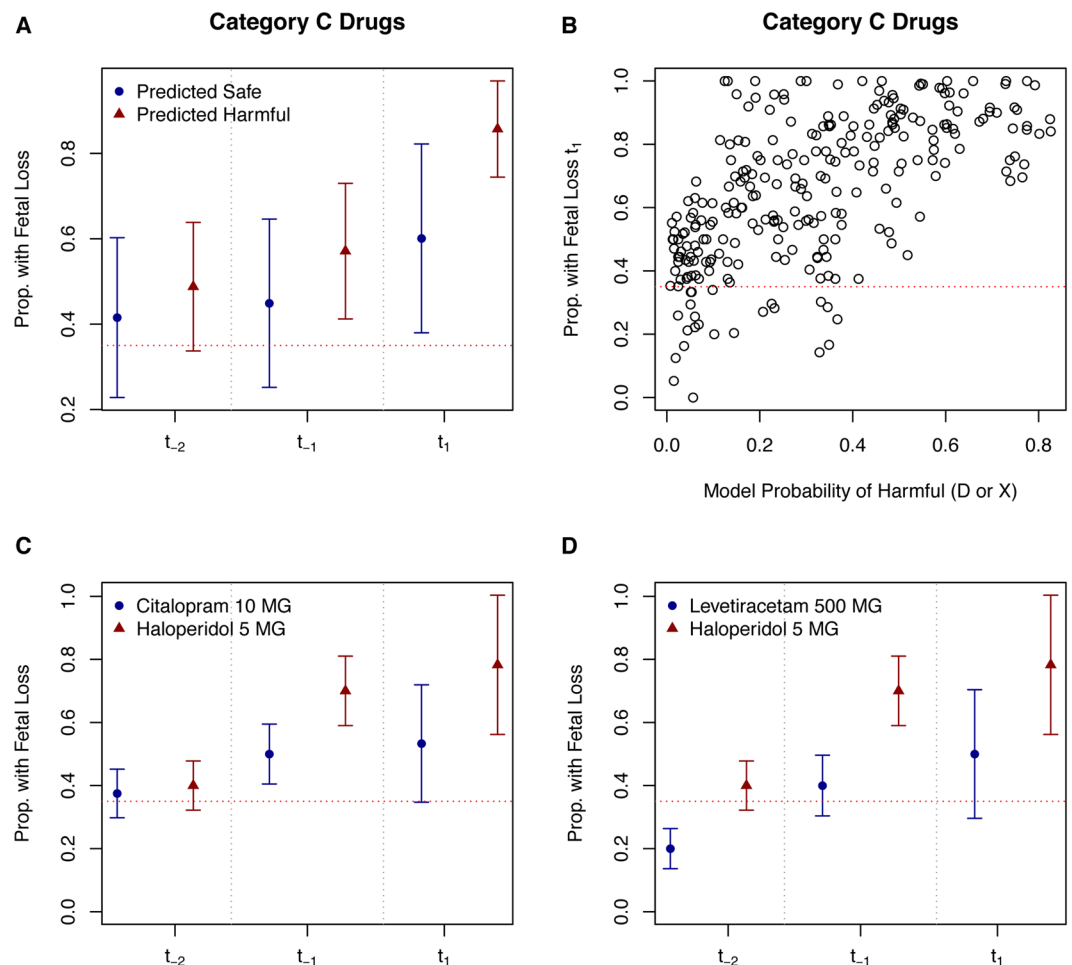 A
Category C Drugs
Predicted Safe
Predicted Harmful
Prop. with Fetal Loss
0.2
0.4
0.6
0.8
t₋₂
t₋₁
t₁
B
Category C Drugs
Prop. with Fetal Loss t₁
0.0
0.2
0.4
0.6
0.8
1.0
0.0
0.2
0.4
0.6
0.8
Model Probability of Harmful (D or X)
C
Citalopram 10 MG
Haloperidol 5 MG
Prop. with Fetal Loss
0.0
0.2
0.4
0.6
0.8
1.0
t₋₂
t₋₁
t₁
D
Levetiracetam 500 MG
Haloperidol 5 MG
Prop. with Fetal Loss
0.0
0.2
0.4
0.6
0.8
1.0
t₋₂
t₋₁
t₁